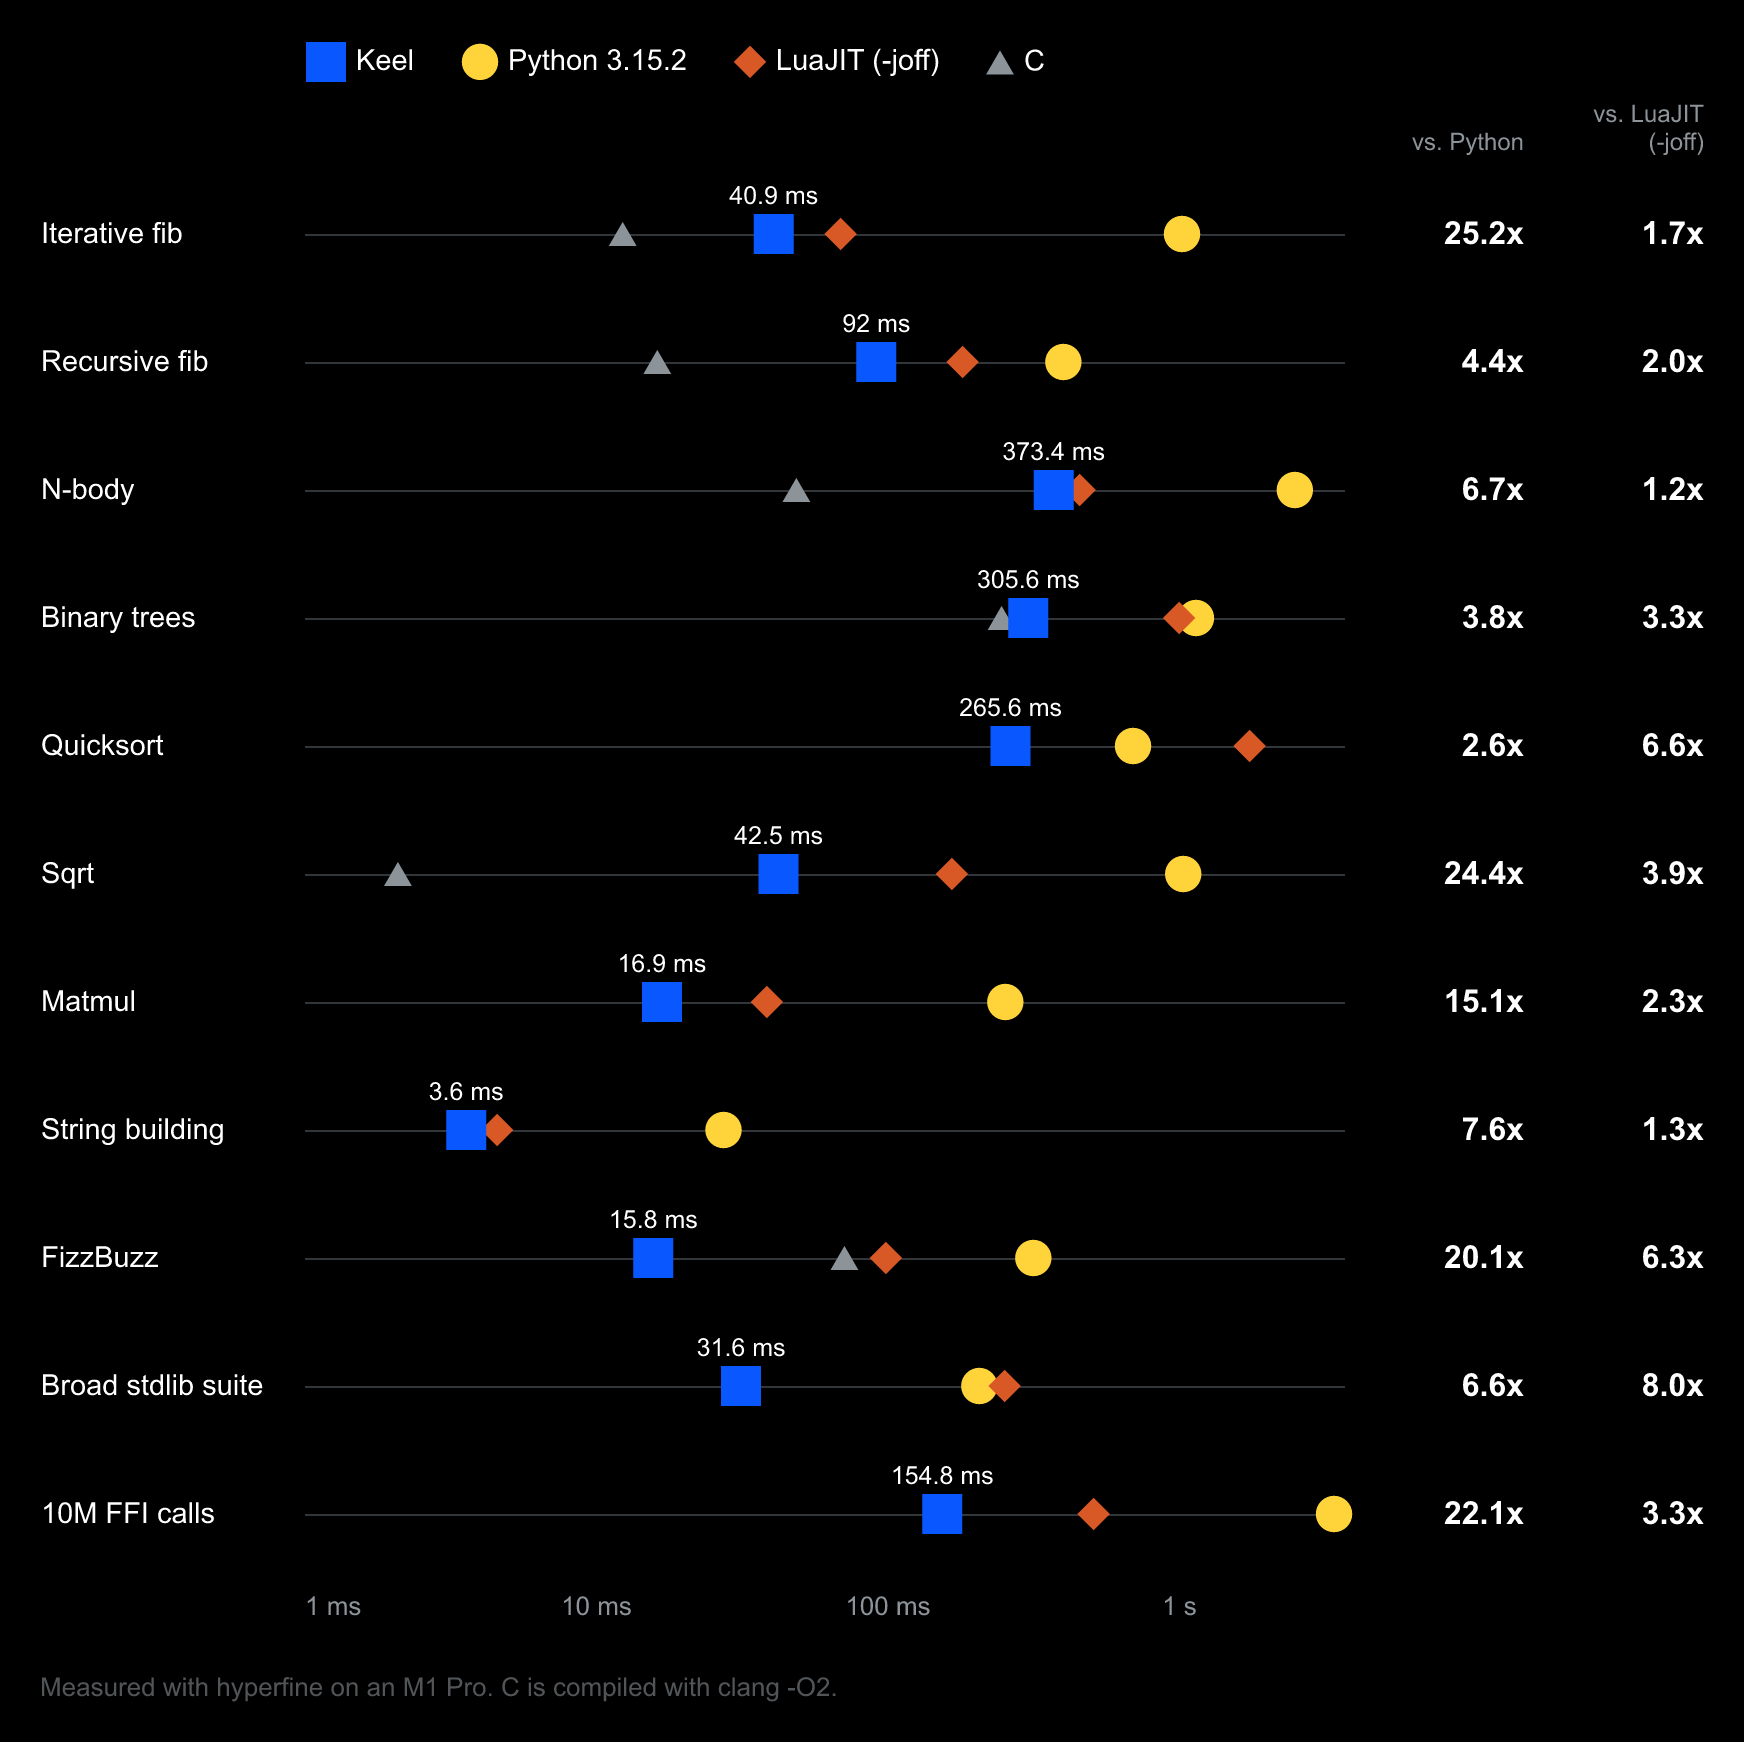 Keel Python 3.15.2 LuaJIT (-joff) C
vs. Python vs. LuaJIT (-joff)
40.9 ms
Iterative fib 25.2x 1.7x
92 ms
Recursive fib 4.4x 2.0x
373.4 ms
N-body 6.7x 1.2x
305.6 ms
Binary trees 3.8x 3.3x
265.6 ms
Quicksort 2.6x 6.6x
42.5 ms
Sqrt 24.4x 3.9x
16.9 ms
Matmul 15.1x 2.3x
3.6 ms
String building 7.6x 1.3x
15.8 ms
FizzBuzz 20.1x 6.3x
31.6 ms
Broad stdlib suite 6.6x 8.0x
154.8 ms
10M FFI calls 22.1x 3.3x
1 ms 10 ms 100 ms 1 s
Measured with hyperfine on an M1 Pro. C is compiled with clang -O2.